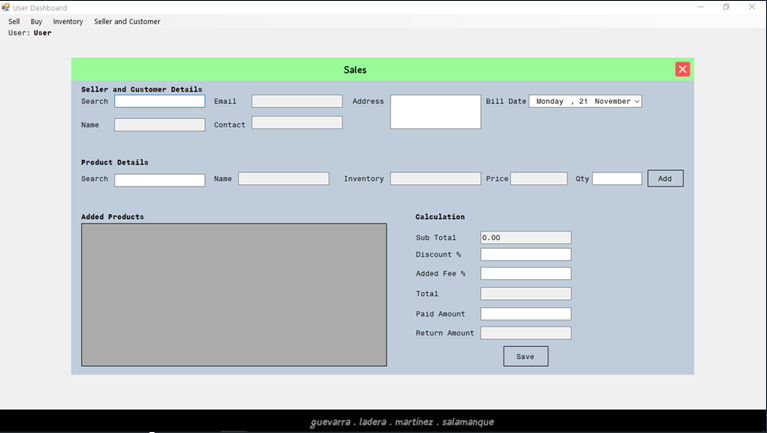 User Dashboard
Sell Buy Inventory Seller and Customer
User: User
Sales
Seller and Customer Details
Search Email Address Bill Date Monday , 21 November
Name Contact
Product Details
Search Name Inventory Price Qty Add
Added Products Calculation
Sub Total 0.00
Discount %
Added Fee %
Total
Paid Amount
Return Amount
Save
guevarra . ladera . martinez . salamanque